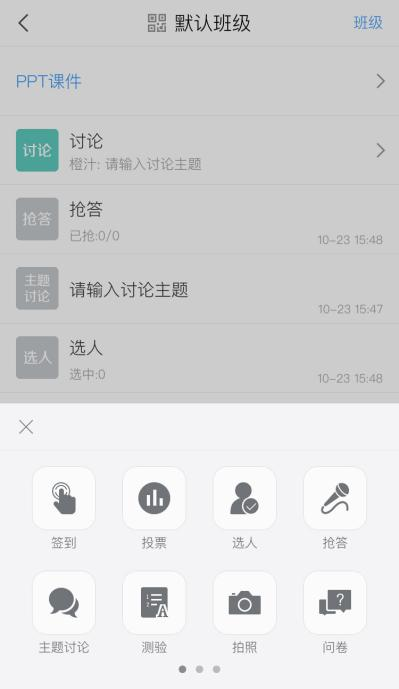 默认班级
班级
PPT课件
讨论
讨论
橙汁: 请输入讨论主题
抢答
抢答
已抢:0/0
10-23 15:48
主题
讨论
请输入讨论主题
10-23 15:47
选人
选人
选中:0
10-23 15:48
签到
投票
选人
抢答
主题讨论
测验
拍照
问卷